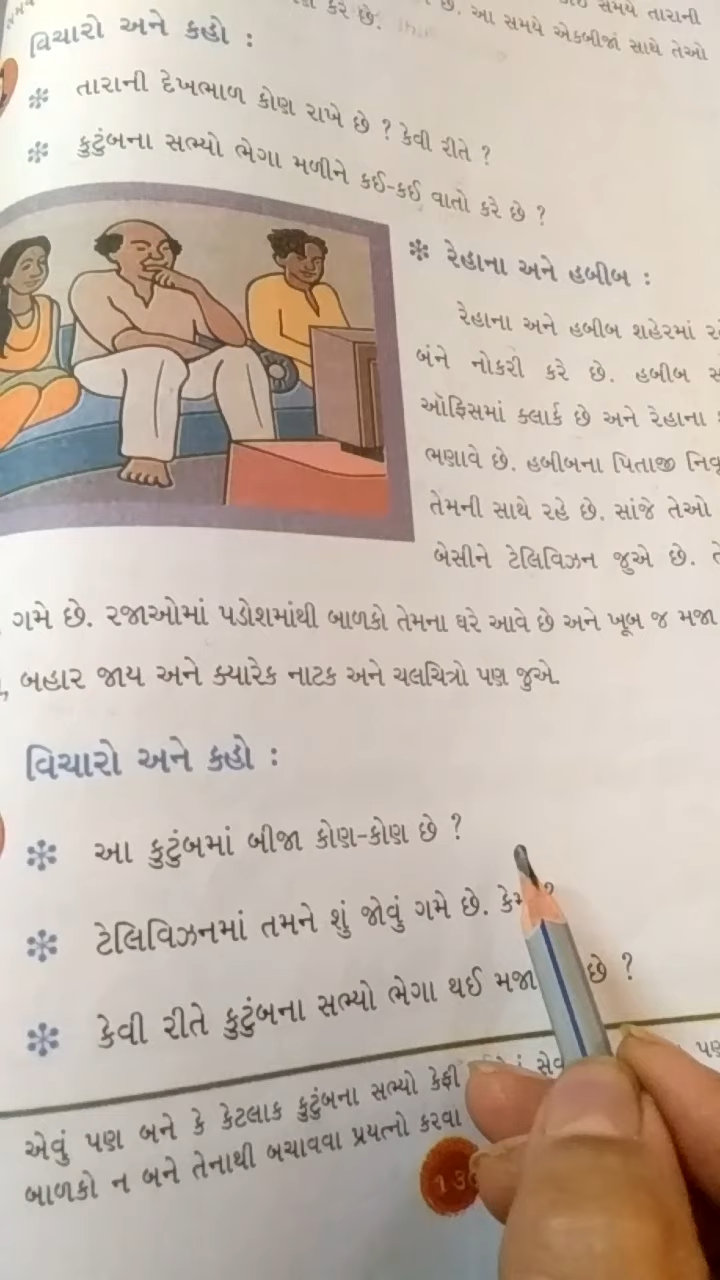 કરે છે.
છે. આ સમયે એકબીજાં સાથે તેઓ
સમયે તારાની
વિચારો અને કહો :
તારાની દેખભાળ કોણ રાખે છે ? કેવી રીતે ?
કુટુંબના સભ્યો ભેગા મળીને કઈ-કઈ વાતો કરે છે ?
રેહાના અને હબીબ :
રેહાના અને હબીબ શહેરમાં
બંને નોકરી કરે છે. હબીબ
ઑફિસમાં ક્લાર્ક છે અને રેહાના
ભણાવે છે. હબીબના પિતાજી
તેમની સાથે રહે છે. સાંજે તેઓ
બેસીને ટેલિવિઝન જુએ છે.
ગમે છે. રજાઓમાં પડોશમાંથી બાળકો તેમના ઘરે આવે છે અને ખૂબ જ મજા
, બહાર જાય અને ક્યારેક નાટક અને ચલચિત્રો પણ જુએ.
વિચારો અને કહો :
આ કુટુંબમાં બીજા કોણ-કોણ છે ?
ટેલિવિઝનમાં તમને શું જોવું ગમે છે. ?
કેવી રીતે કુટુંબના સભ્યો ભેગા થઈ મજા છે ?
એવું પણ બને કે કેટલાક કુટુંબના સભ્યો કેફી પણ
બાળકો ન બને તેનાથી બચાવવા પ્રયત્નો કરવા